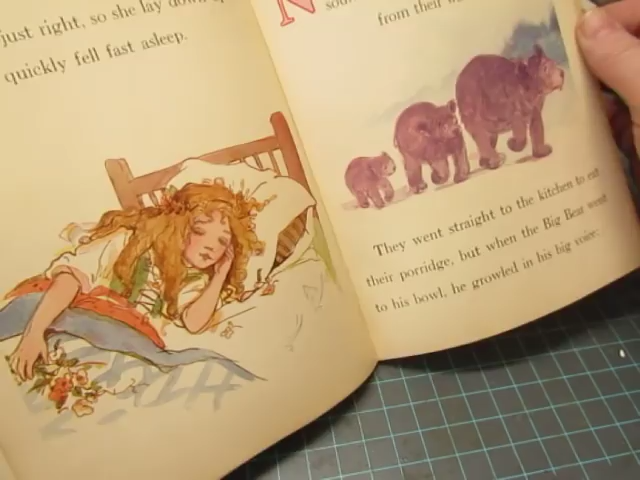 just right, so she lay down
quickly fell fast asleep.
N
from their
They went straight to the kitchen to eat
their porridge, but when the Big Bear went
to his bowl, he growled in his big voice: